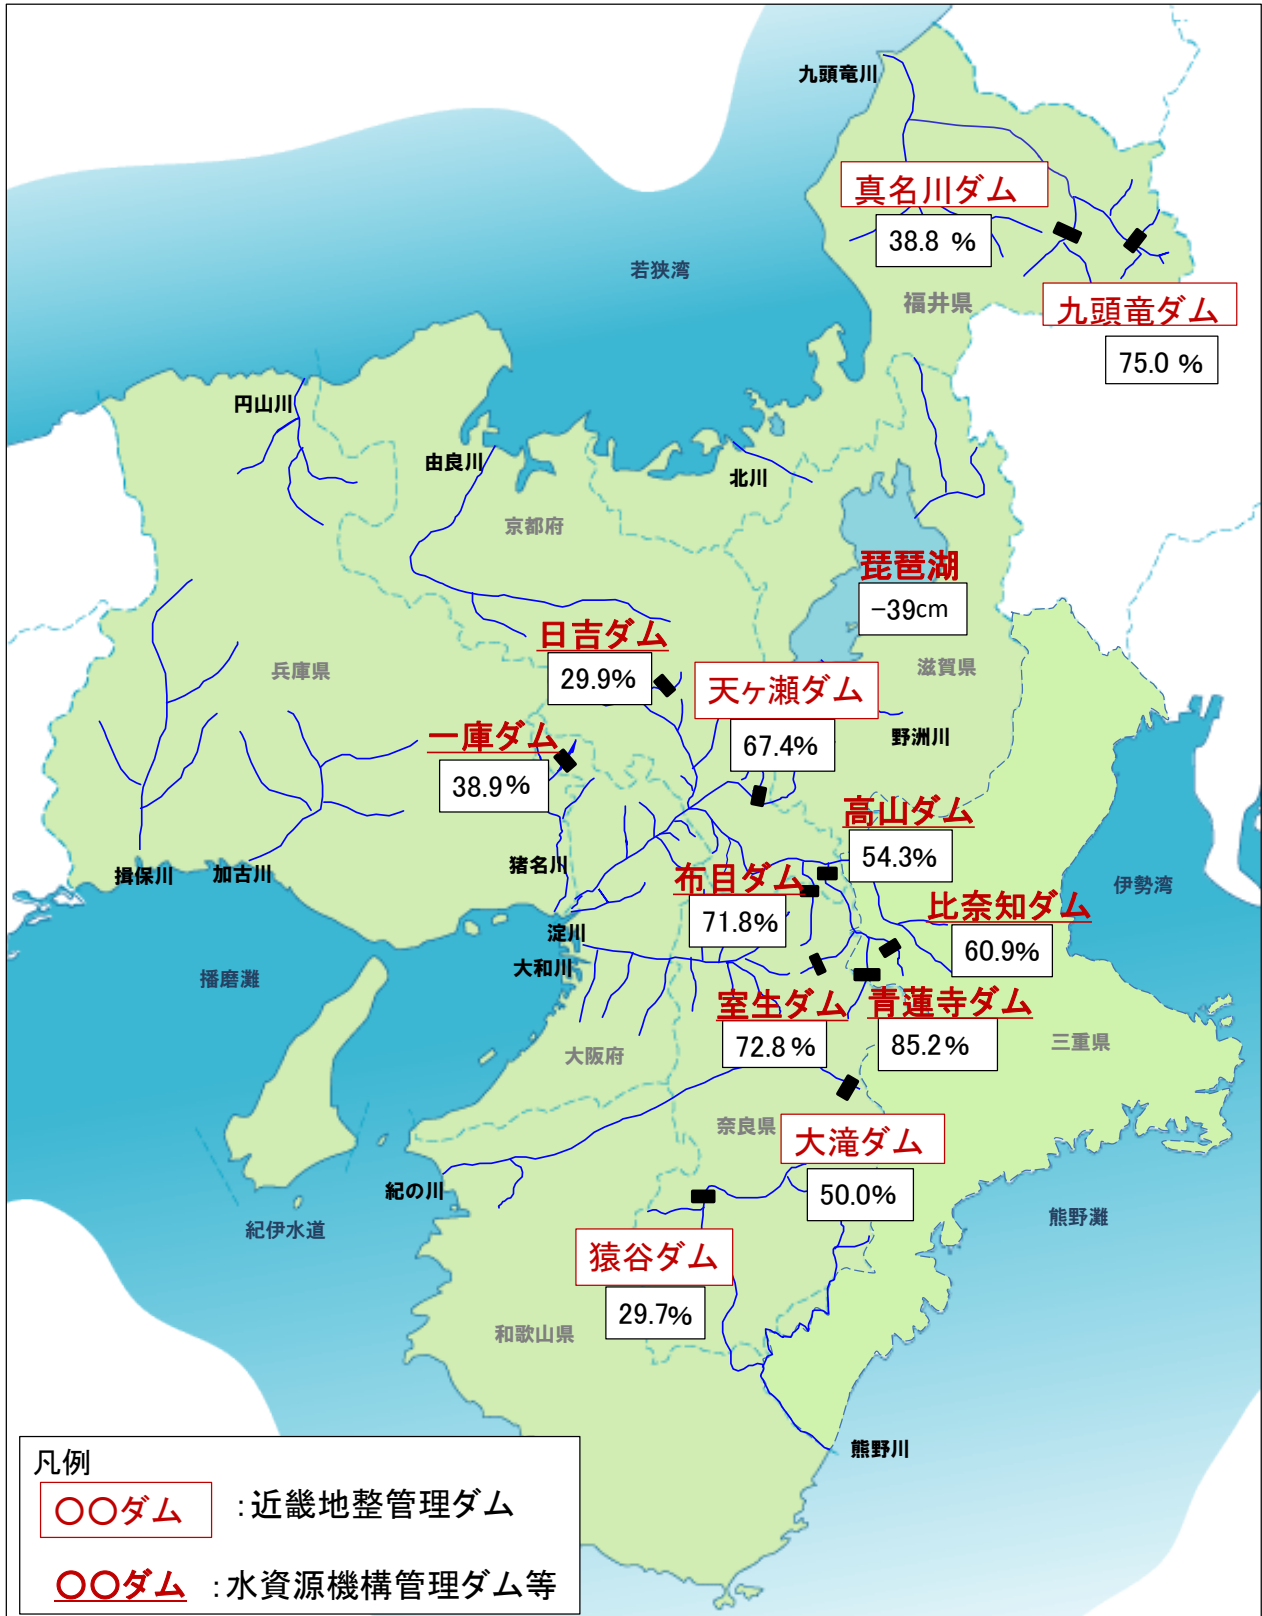 九頭竜川
真名川ダム
38.8 %
若狭湾
福井県
九頭竜ダム
75.0 %
円山川
由良川
北川
京都府
琵琶湖
−39cm
日吉ダム
29.9%
兵庫県
滋賀県
天ヶ瀬ダム
67.4%
野洲川
一庫ダム
38.9%
高山ダム
54.3%
猪名川
揖保川
加古川
布目ダム
71.8%
伊勢湾
比奈知ダム
60.9%
淀川
大和川
播磨灘
室生ダム
72.8%
青蓮寺ダム
85.2%
大阪府
三重県
奈良県
大滝ダム
50.0%
紀の川
紀伊水道
熊野灘
猿谷ダム
29.7%
和歌山県
熊野川
凡例
〇〇ダム :近畿地整管理ダム
〇〇ダム :水資源機構管理ダム等